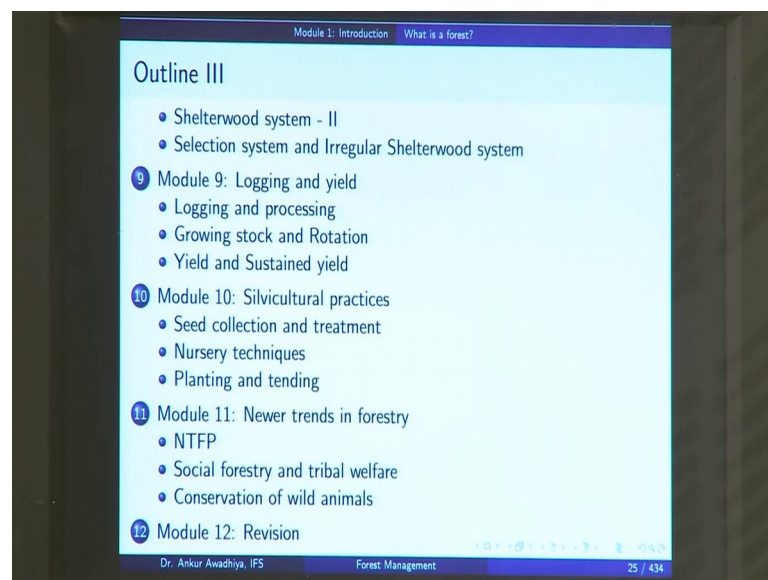 Module 1: Introduction What is a forest?
Outline III
Shelterwood system - II
Selection system and Irregular Shelterwood system
9 Module 9: Logging and yield
Logging and processing
Growing stock and Rotation
Yield and Sustained yield
10 Module 10: Silvicultural practices
Seed collection and treatment
Nursery techniques
Planting and tending
11 Module 11: Newer trends in forestry
NTFP
Social forestry and tribal welfare
Conservation of wild animals
12 Module 12: Revision
Dr. Ankur Awadhiya, IFS Forest Management 25 / 434